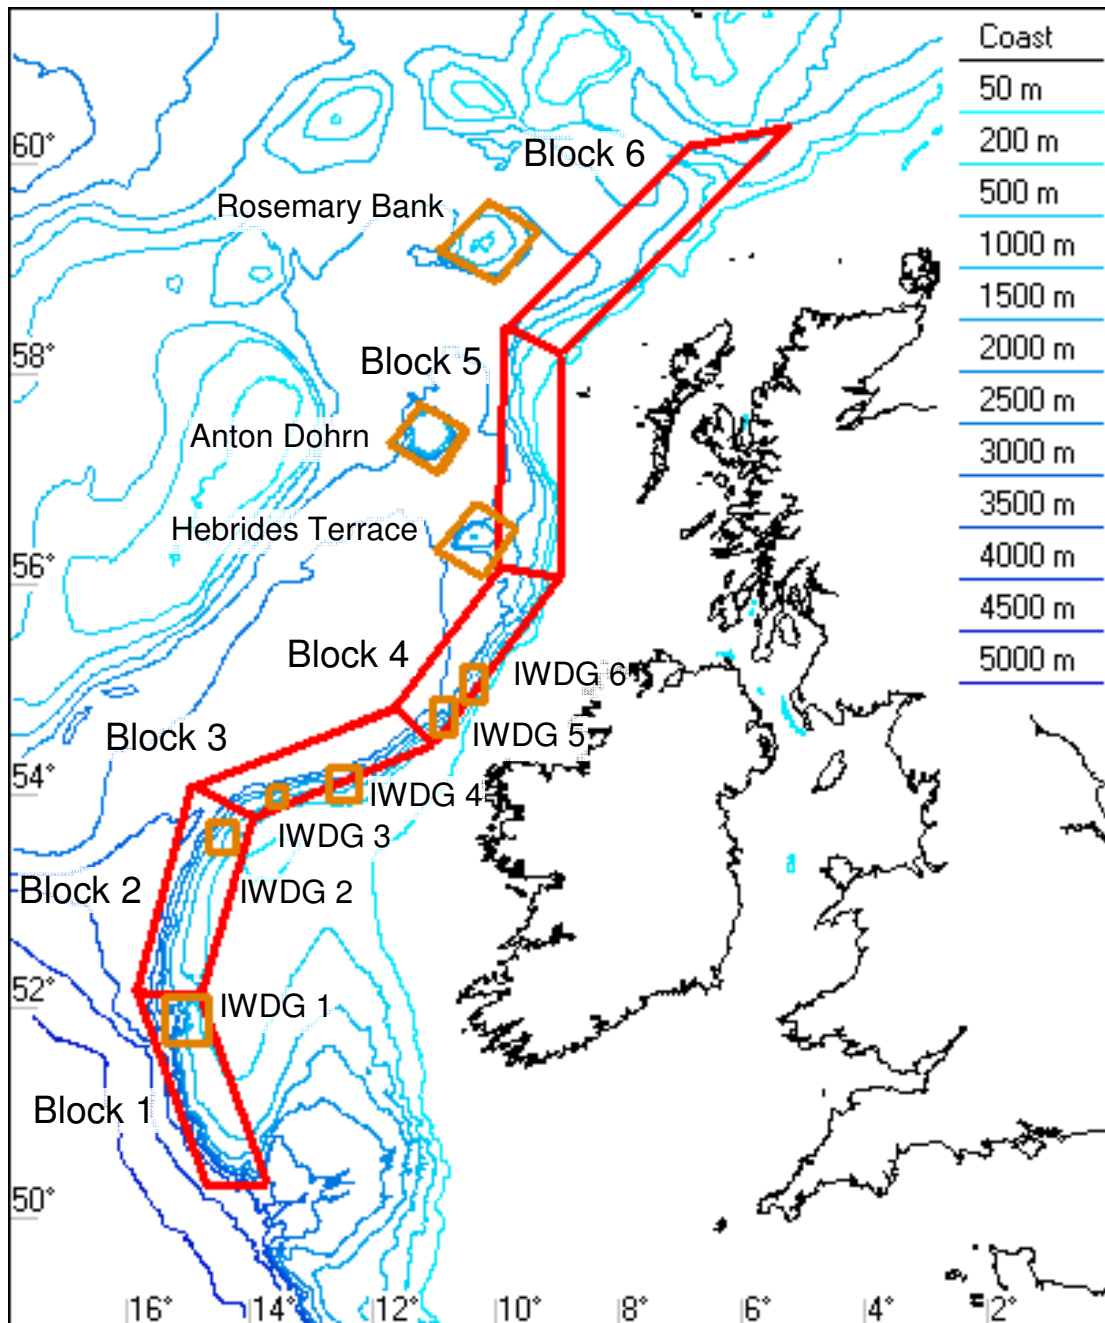 Coast
50 m
200 m
500 m
1000 m
1500 m
2000 m
2500 m
3000 m
3500 m
4000 m
4500 m
5000 m
60°
Block 6
Rosemary Bank
58°
Block 5
Anton Dohrn
Hebrides Terrace
56°
Block 4
IWDG 6
Block 3
IWDG 5
54°
IWDG 4
IWDG 3
Block 2
IWDG 2
52°
IWDG 1
Block 1
50°
16° 14° 12° 10° 8° 6° 4° 2°